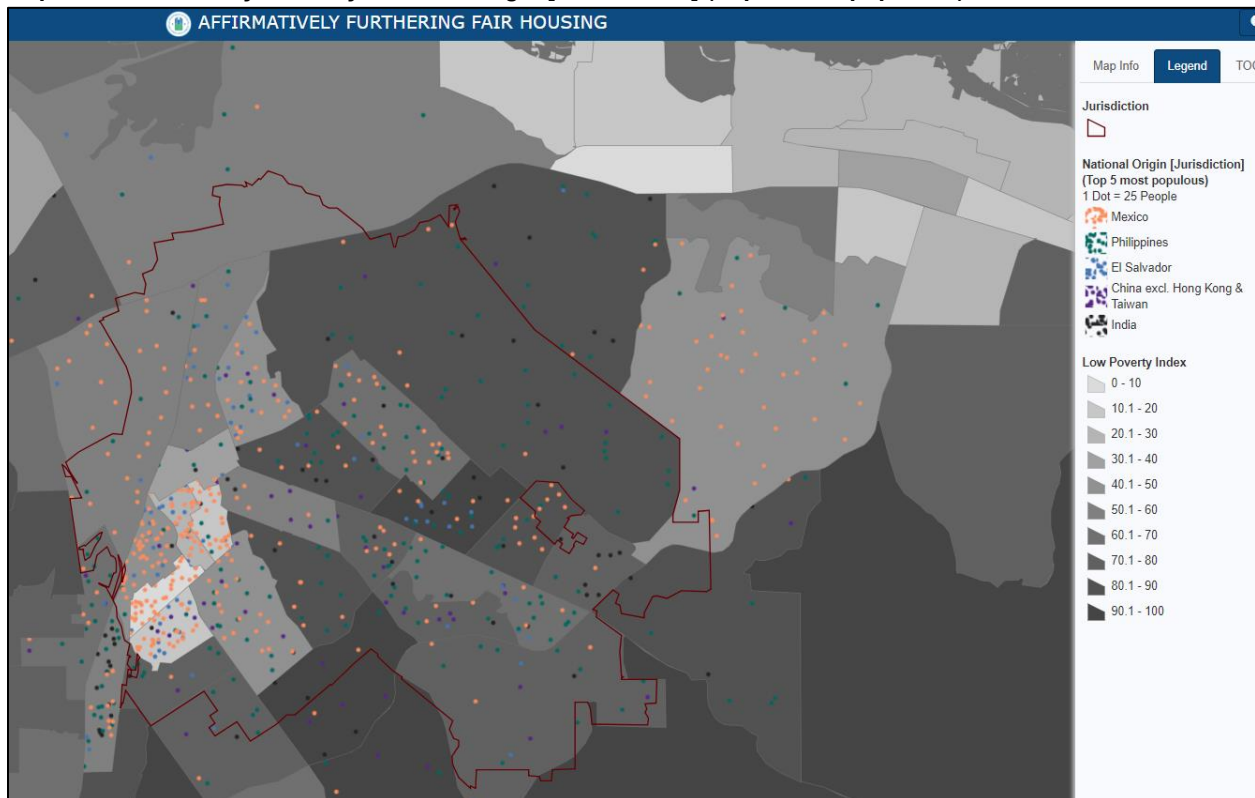 AFFIRMATIVELY FURTHERING FAIR HOUSING
Map Info Legend
Jurisdiction
National Origin [Jurisdiction]
(Top 5 most populous)
1 Dot = 25 People
Mexico
Philippines
El Salvador
China excl. Hong Kong &
Taiwan
India
Low Poverty Index
0 - 10
10.1 - 20
20.1 - 30
30.1 - 40
40.1 - 50
50.1 - 60
60.1 - 70
70.1 - 80
80.1 - 90
90.1 - 100